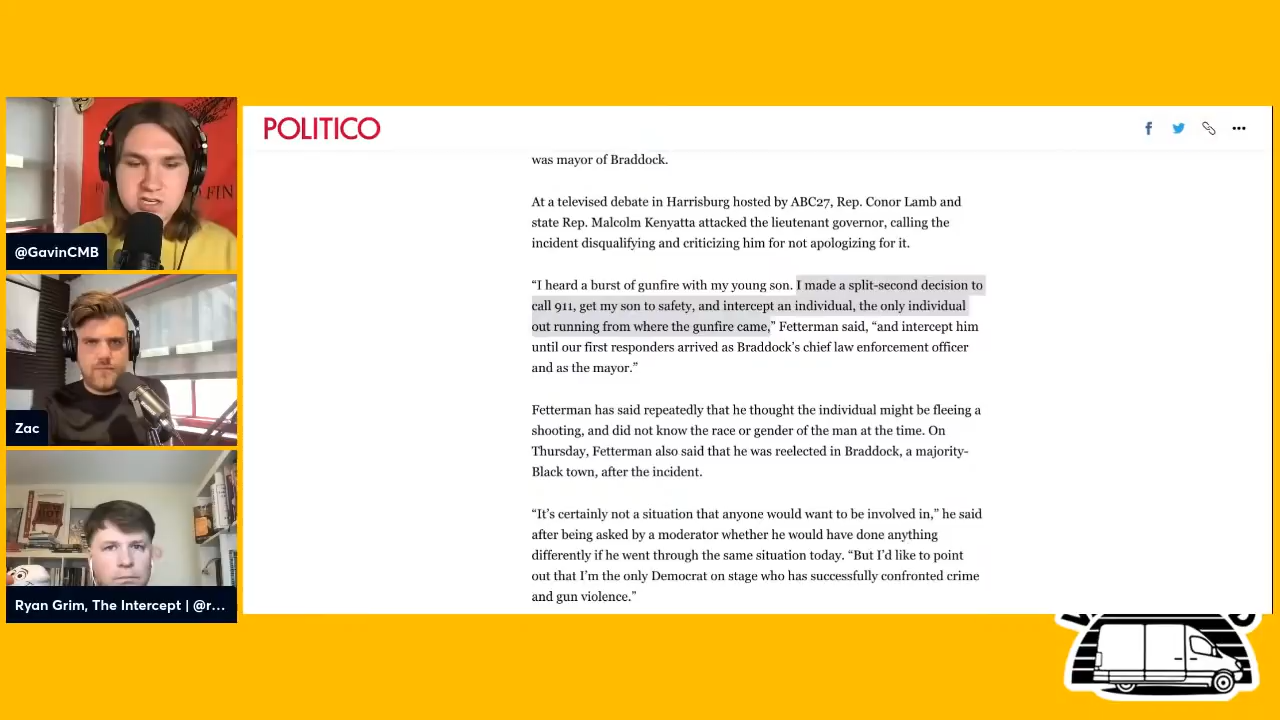 FIN
@GavinCMB
Zac
Ryan Grim, The Intercept | @r...
POLITICO
was mayor of Braddock.
At a televised debate in Harrisburg hosted by ABC27, Rep. Conor Lamb and
state Rep. Malcolm Kenyatta attacked the lieutenant governor, calling the
incident disqualifying and criticizing him for not apologizing for it.
“I heard a burst of gunfire with my young son. I made a split-second decision to
call 911, get my son to safety, and intercept an individual, the only individual
out running from where the gunfire came,” Fetterman said, “and intercept him
until our first responders arrived as Braddock’s chief law enforcement officer
and as the mayor.”
Fetterman has said repeatedly that he thought the individual might be fleeing a
shooting, and did not know the race or gender of the man at the time. On
Thursday, Fetterman also said that he was reelected in Braddock, a majority-
Black town, after the incident.
“It’s certainly not a situation that anyone would want to be involved in,” he said
after being asked by a moderator whether he would have done anything
differently if he went through the same situation today. “But I’d like to point
out that I’m the only Democrat on stage who has successfully confronted crime
and gun violence.”